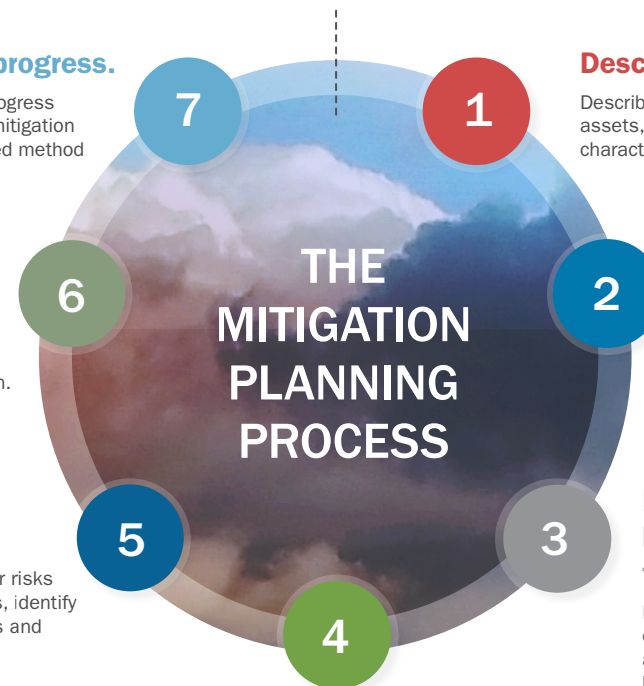 progress.
ogress
nitigation
ed method
7
1
Desc
Describ
assets,
charact
6
2
THE
MITIGATION
PLANNING
PROCESS
n.
5
3
r risks
s, identify
s and
4